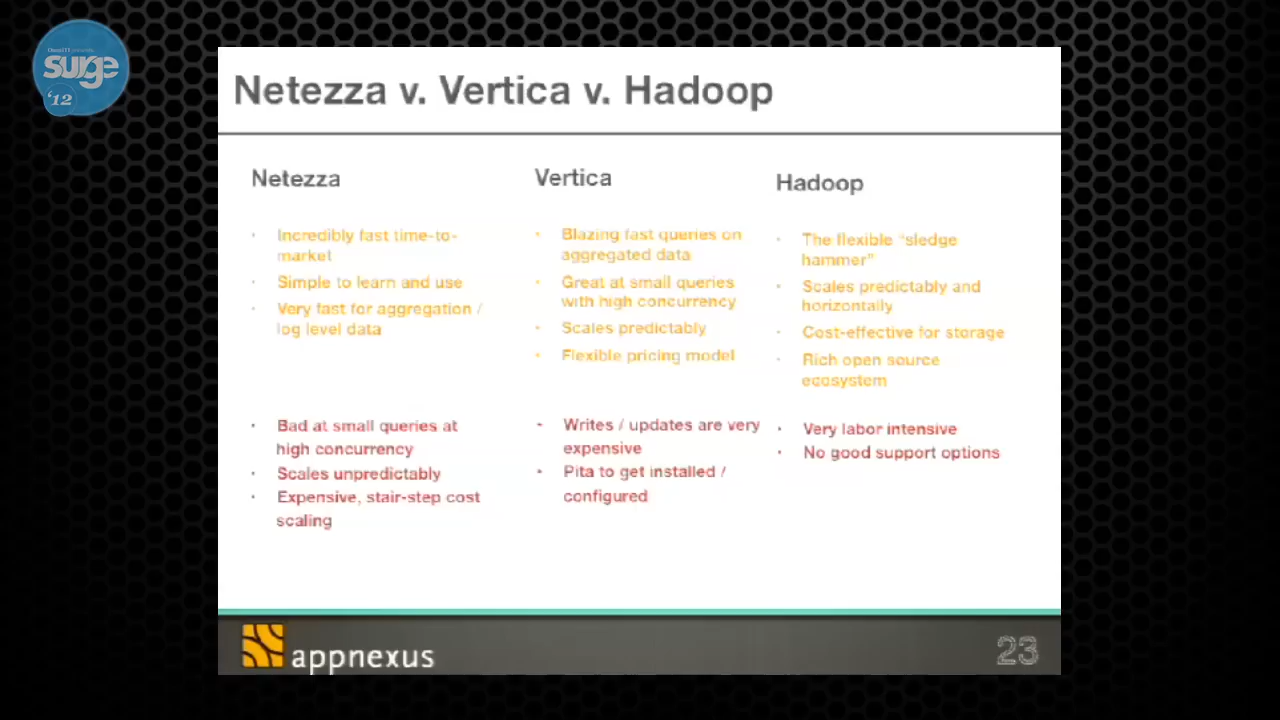 surge
'12
Netezza v. Vertica v. Hadoop
Netezza
• Incredibly fast time-to-
market
• Simple to learn and use
• Very fast for aggregation /
log level data
• Bad at small queries at
high concurrency
• Scales unpredictably
• Expensive, stair-step cost
scaling
Vertica
• Blazing fast queries on
aggregated data
• Great at small queries
with high concurrency
• Scales predictably
• Flexible pricing model
• Writes / updates are very
expensive
• Pita to get installed /
configured
Hadoop
• The flexible "sledge
hammer"
• Scales predictably and
horizontally
• Cost-effective for storage
• Rich open source
ecosystem
• Very labor intensive
• No good support options
appnexus
23